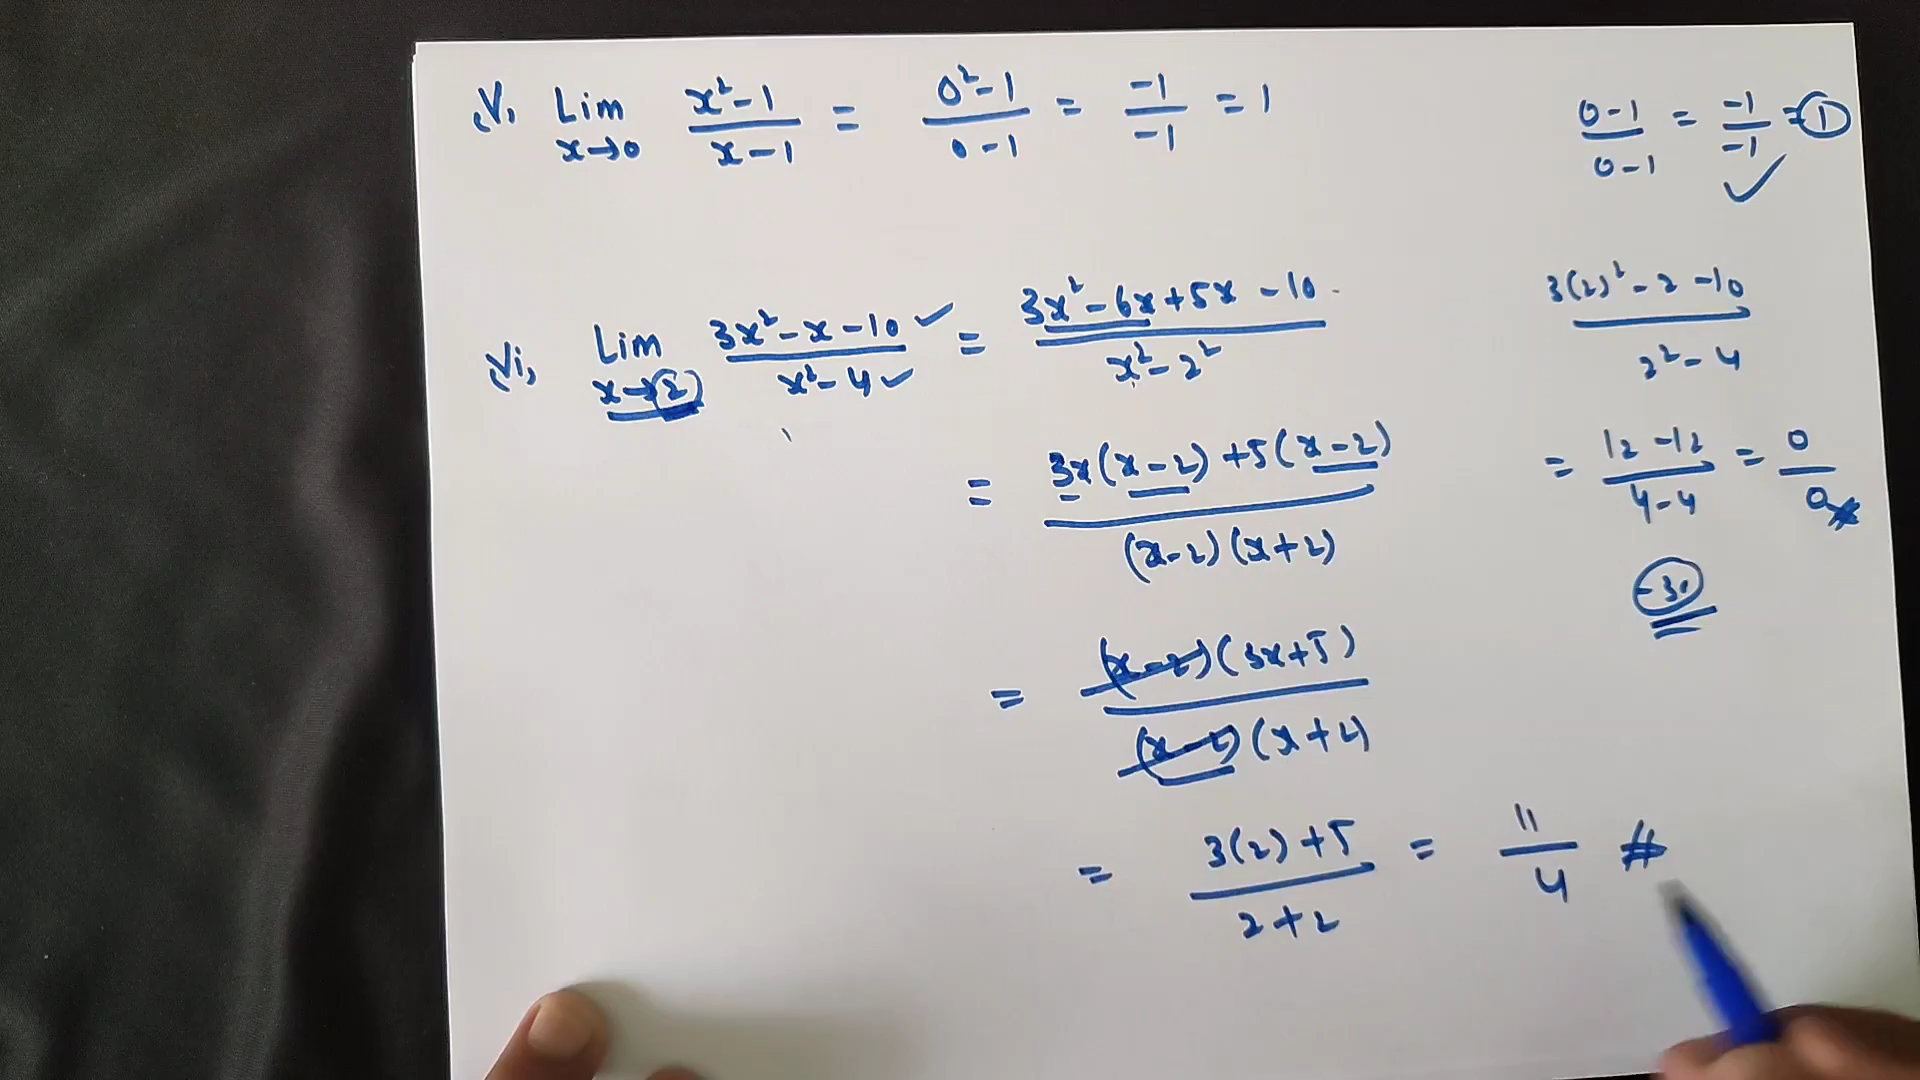 v, Lim x→0 x²-1 / x-1 = 0²-1 / 0-1 = -1 / -1 = 1
0-1 / 0-1 = -1 / -1 = 1 ✓
vi, Lim x→2 3x²-x-10 ✓ / x²-4 ✓ = 3x²-6x+5x-10 / x²-2²
3(2)²-2-10 / 2²-4
= 3x(x-2)+5(x-2) / (x-2)(x+2)
= 12-12 / 4-4 = 0 / 0
= (x-2)(3x+5) / (x-2)(x+2)
= 3(2)+5 / 2+2 = 11 / 4 #